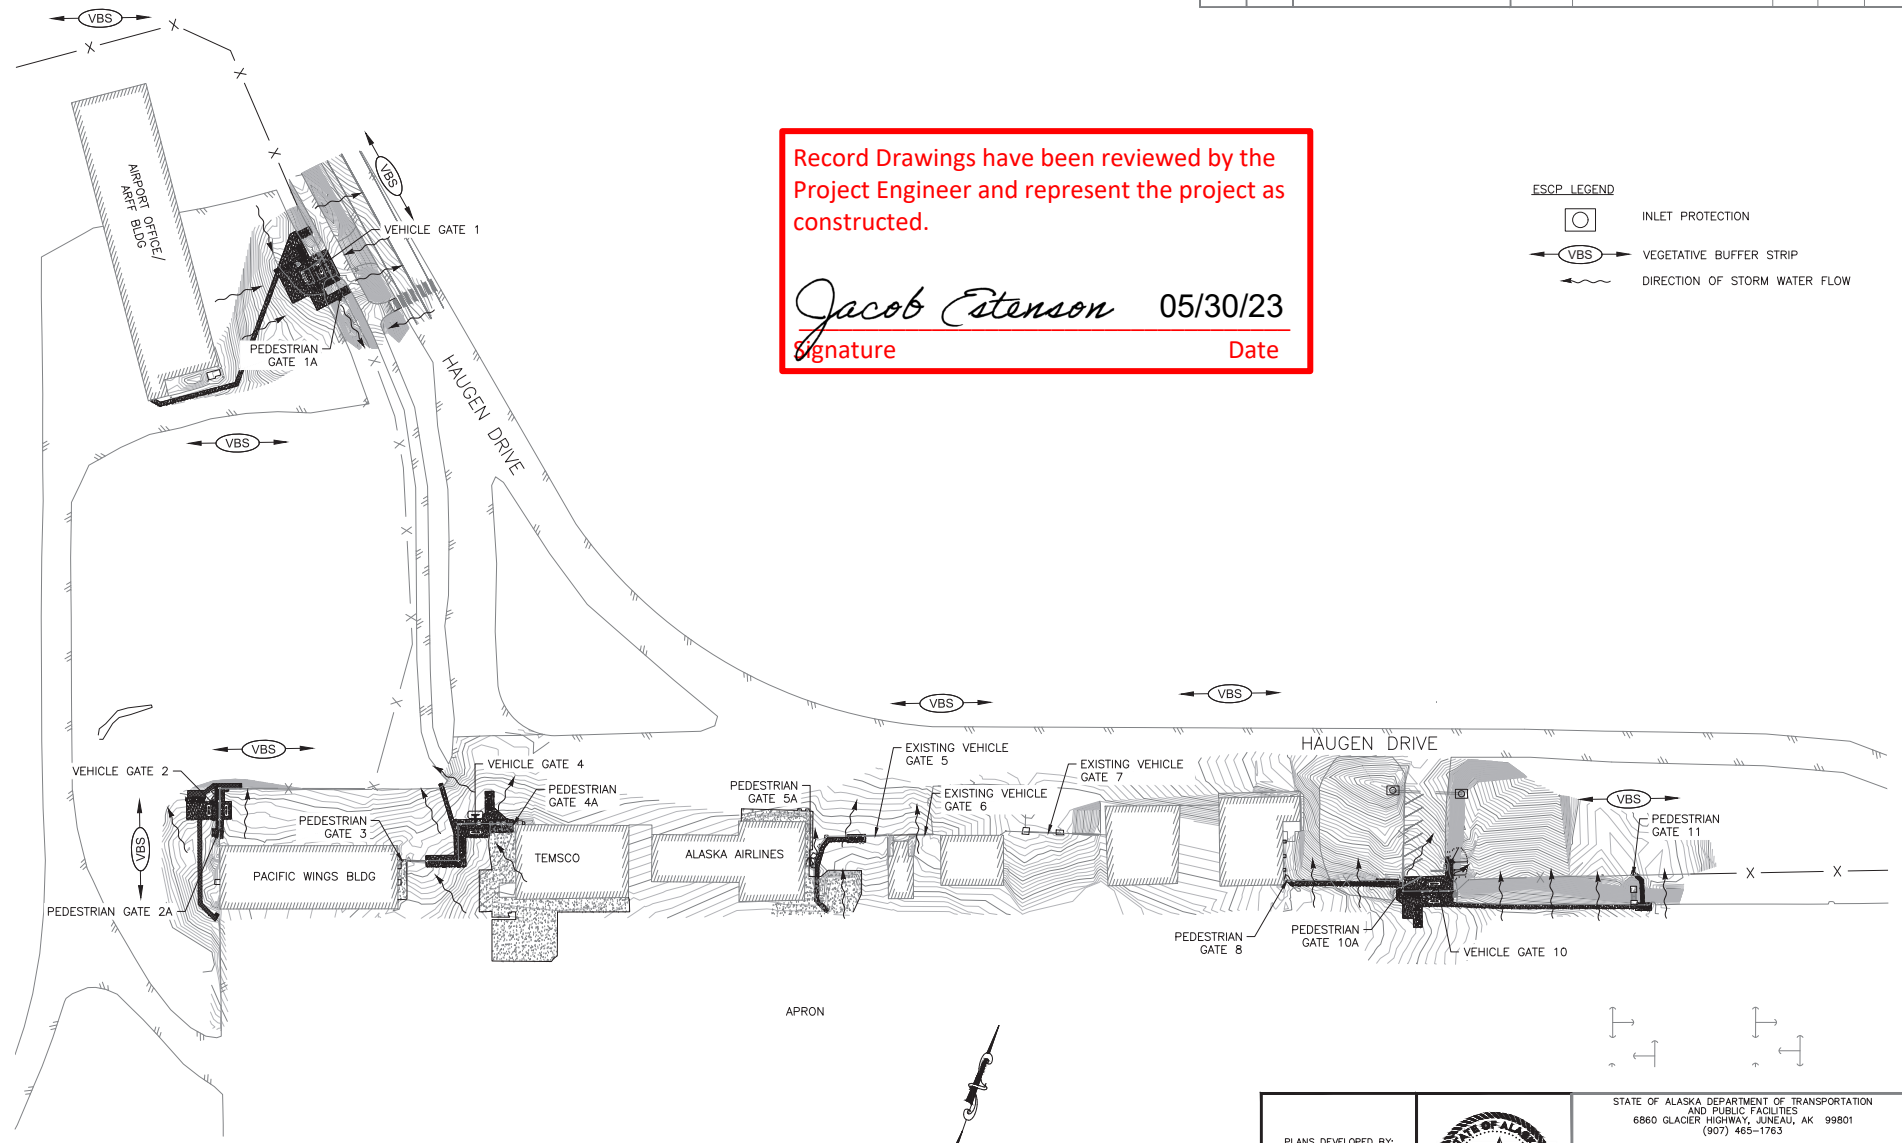 VBS
Record Drawings have been reviewed by the
Project Engineer and represent the project as
constructed.
Jacob Estenson 05/30/23
Signature Date
ESCP LEGEND
INLET PROTECTION
VBS VEGETATIVE BUFFER STRIP
DIRECTION OF STORM WATER FLOW
AIRPORT OFFICE/
ARFF BLDG
VBS
VEHICLE GATE 1
PEDESTRIAN
GATE 1A
HAUGEN DRIVE
VBS
VBS
VBS
VBS
HAUGEN DRIVE
VEHICLE GATE 2
VEHICLE GATE 4
PEDESTRIAN
GATE 4A
PEDESTRIAN
GATE 3
PEDESTRIAN
GATE 5A
EXISTING VEHICLE
GATE 5
EXISTING VEHICLE
GATE 6
EXISTING VEHICLE
GATE 7
VBS
PEDESTRIAN
GATE 11
VBS
PACIFIC WINGS BLDG
TEMSCO
ALASKA AIRLINES
PEDESTRIAN GATE 2A
PEDESTRIAN
GATE 8
PEDESTRIAN
GATE 10A
VEHICLE GATE 10
APRON
PLANS DEVELOPED BY:
STATE OF ALASKA DEPARTMENT OF TRANSPORTATION
AND PUBLIC FACILITIES
6860 GLACIER HIGHWAY, JUNEAU, AK 99801
(907) 465-1763